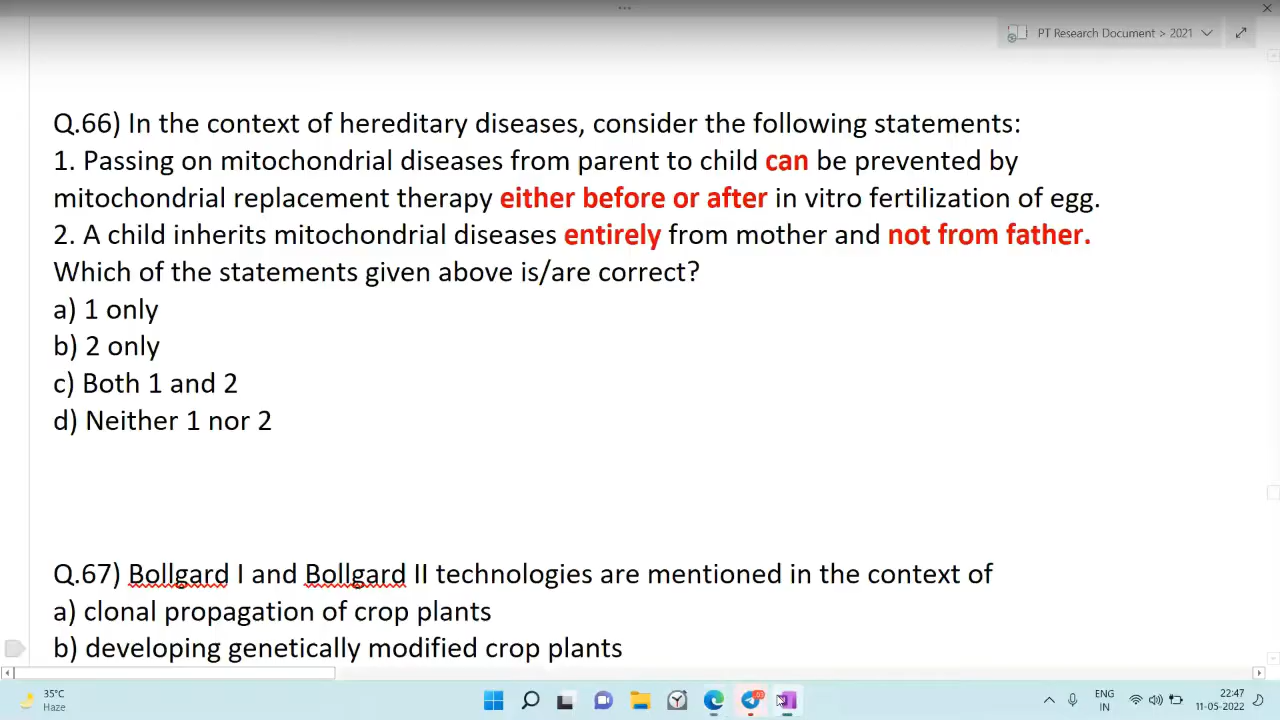 PT Research Document > 2021
Q.66) In the context of hereditary diseases, consider the following statements:
1. Passing on mitochondrial diseases from parent to child can be prevented by
mitochondrial replacement therapy either before or after in vitro fertilization of egg.
2. A child inherits mitochondrial diseases entirely from mother and not from father.
Which of the statements given above is/are correct?
a) 1 only
b) 2 only
c) Both 1 and 2
d) Neither 1 nor 2
Q.67) Bollgard I and Bollgard II technologies are mentioned in the context of
a) clonal propagation of crop plants
b) developing genetically modified crop plants
35°C
Haze
ENG
IN
22:47
11-05-2022